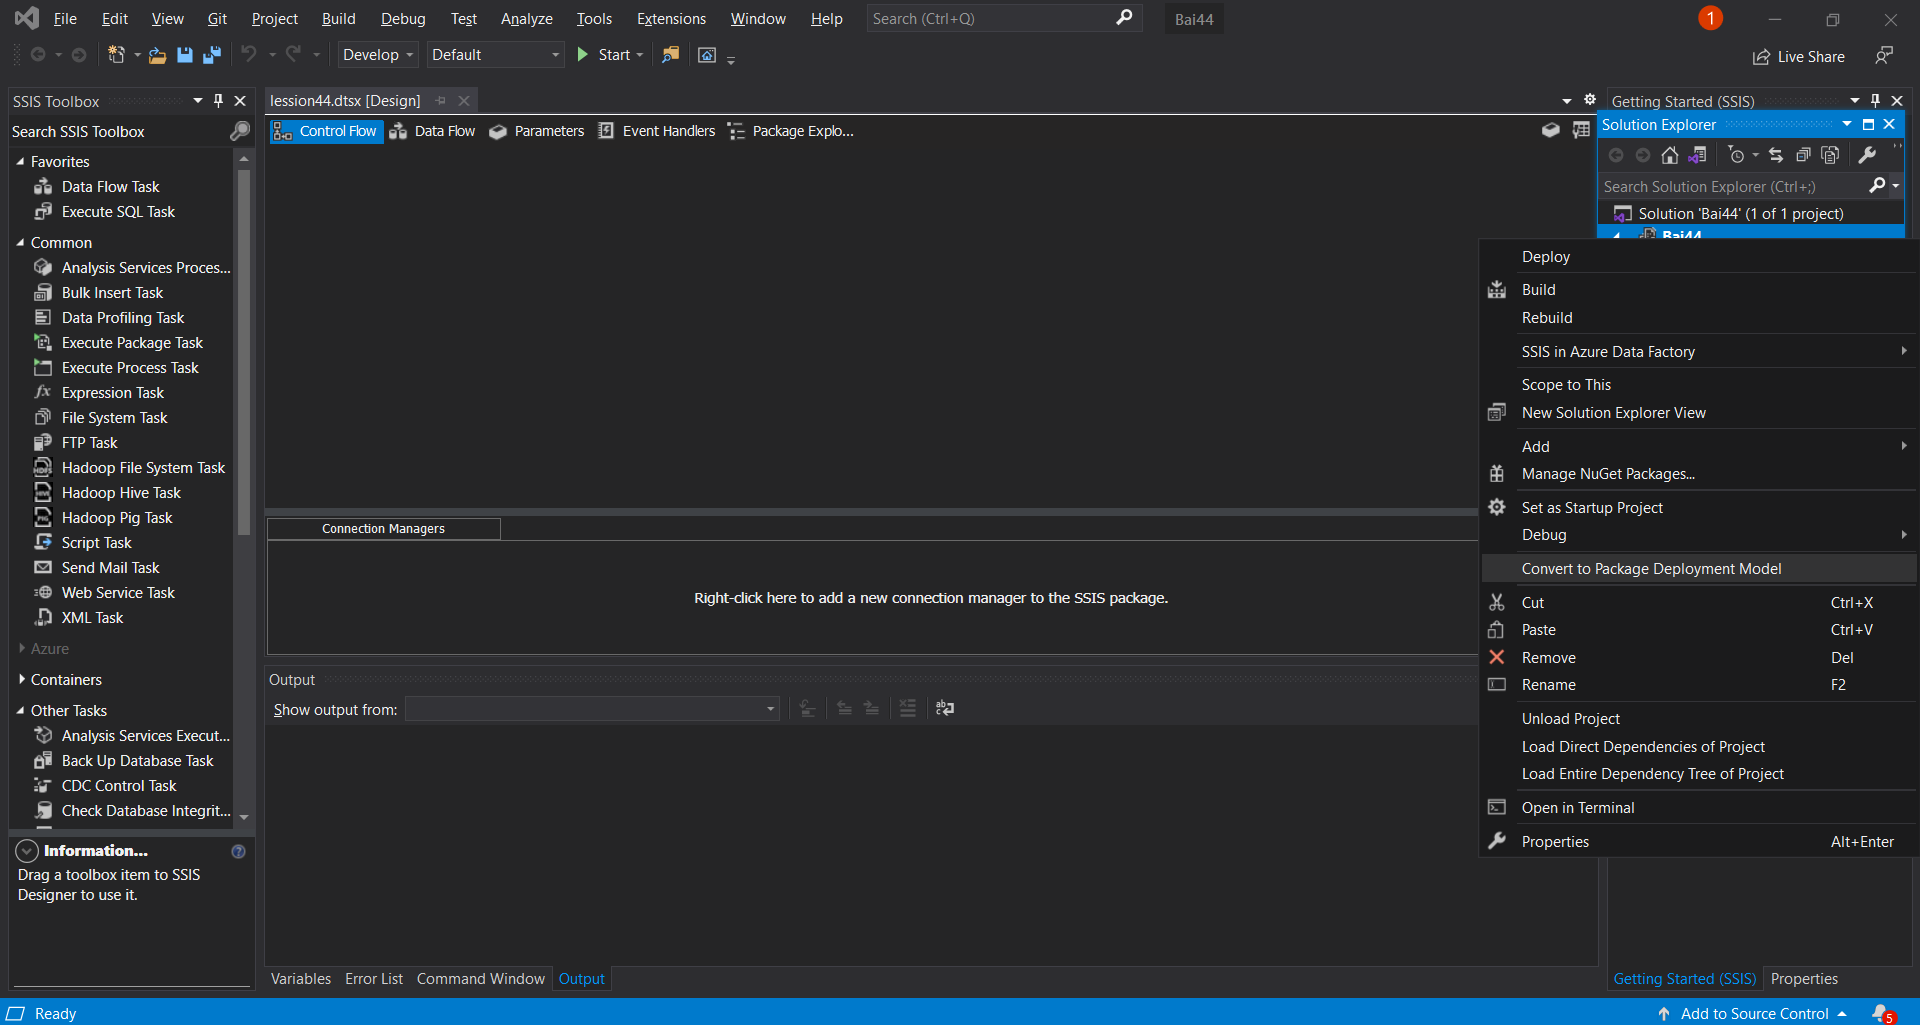 File Edit View Git Project Build Debug Test Analyze Tools Extensions Window Help Search (Ctrl+Q) Bai44 1
Develop Default Start Live Share
SSIS Toolbox
Search SSIS Toolbox
Favorites
Data Flow Task
Execute SQL Task
Common
Analysis Services Proces...
Bulk Insert Task
Data Profiling Task
Execute Package Task
Execute Process Task
Expression Task
File System Task
FTP Task
Hadoop File System Task
Hadoop Hive Task
Hadoop Pig Task
Script Task
Send Mail Task
Web Service Task
XML Task
Azure
Containers
Other Tasks
Analysis Services Execut...
Back Up Database Task
CDC Control Task
Check Database Integrit...
Information...
Drag a toolbox item to SSIS
Designer to use it.
lession44.dtsx [Design]
Control Flow Data Flow Parameters Event Handlers Package Explo...
Connection Managers
Right-click here to add a new connection manager to the SSIS package.
Output
Show output from:
Variables Error List Command Window Output
Getting Started (SSIS)
Solution Explorer
Search Solution Explorer (Ctrl+;)
Solution 'Bai44' (1 of 1 project)
Bai44
Deploy
Build
Rebuild
SSIS in Azure Data Factory
Scope to This
New Solution Explorer View
Add
Manage NuGet Packages...
Set as Startup Project
Debug
Convert to Package Deployment Model
Cut Ctrl+X
Paste Ctrl+V
Remove Del
Rename F2
Unload Project
Load Direct Dependencies of Project
Load Entire Dependency Tree of Project
Open in Terminal
Properties Alt+Enter
Getting Started (SSIS) Properties
Ready Add to Source Control 5